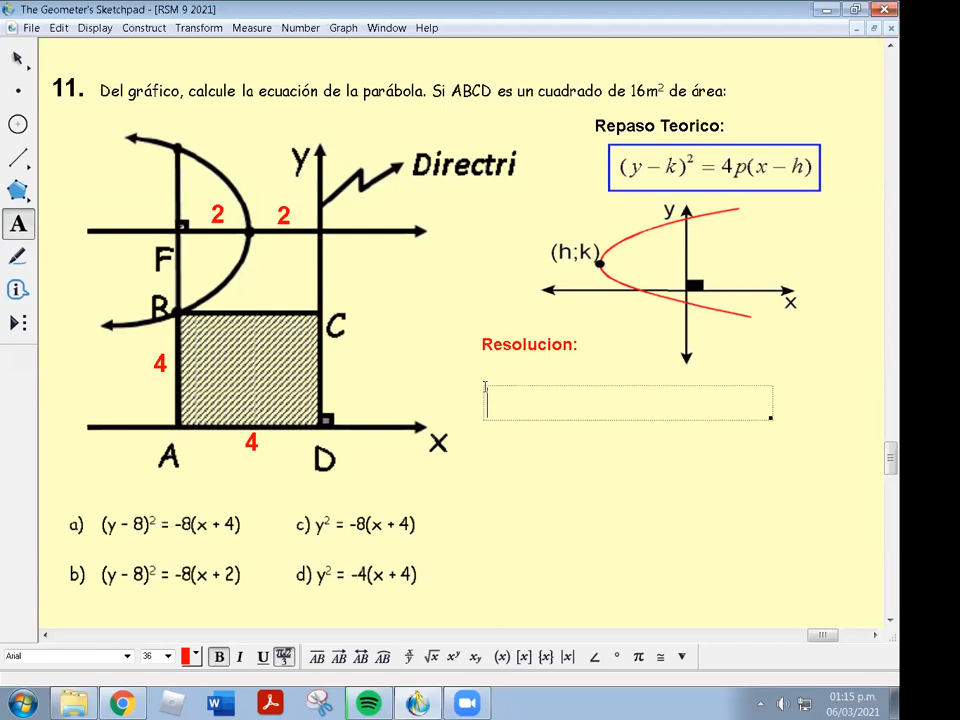 The Geometer's Sketchpad - [RSM 9 2021]
File Edit Display Construct Transform Measure Number Graph Window Help
11. Del gráfico, calcule la ecuación de la parábola. Si ABCD es un cuadrado de 16m² de área:
Repaso Teorico:
(y − k)² = 4p(x − h)
Y
Directri
2
2
F
B
C
4
4
A
D
X
y
(h;k)
x
Resolucion:
a) (y – 8)² = -8(x + 4)
c) y² = -8(x + 4)
b) (y – 8)² = -8(x + 2)
d) y² = -4(x + 4)
Arial 36 B I U
01:15 p.m.
06/03/2021